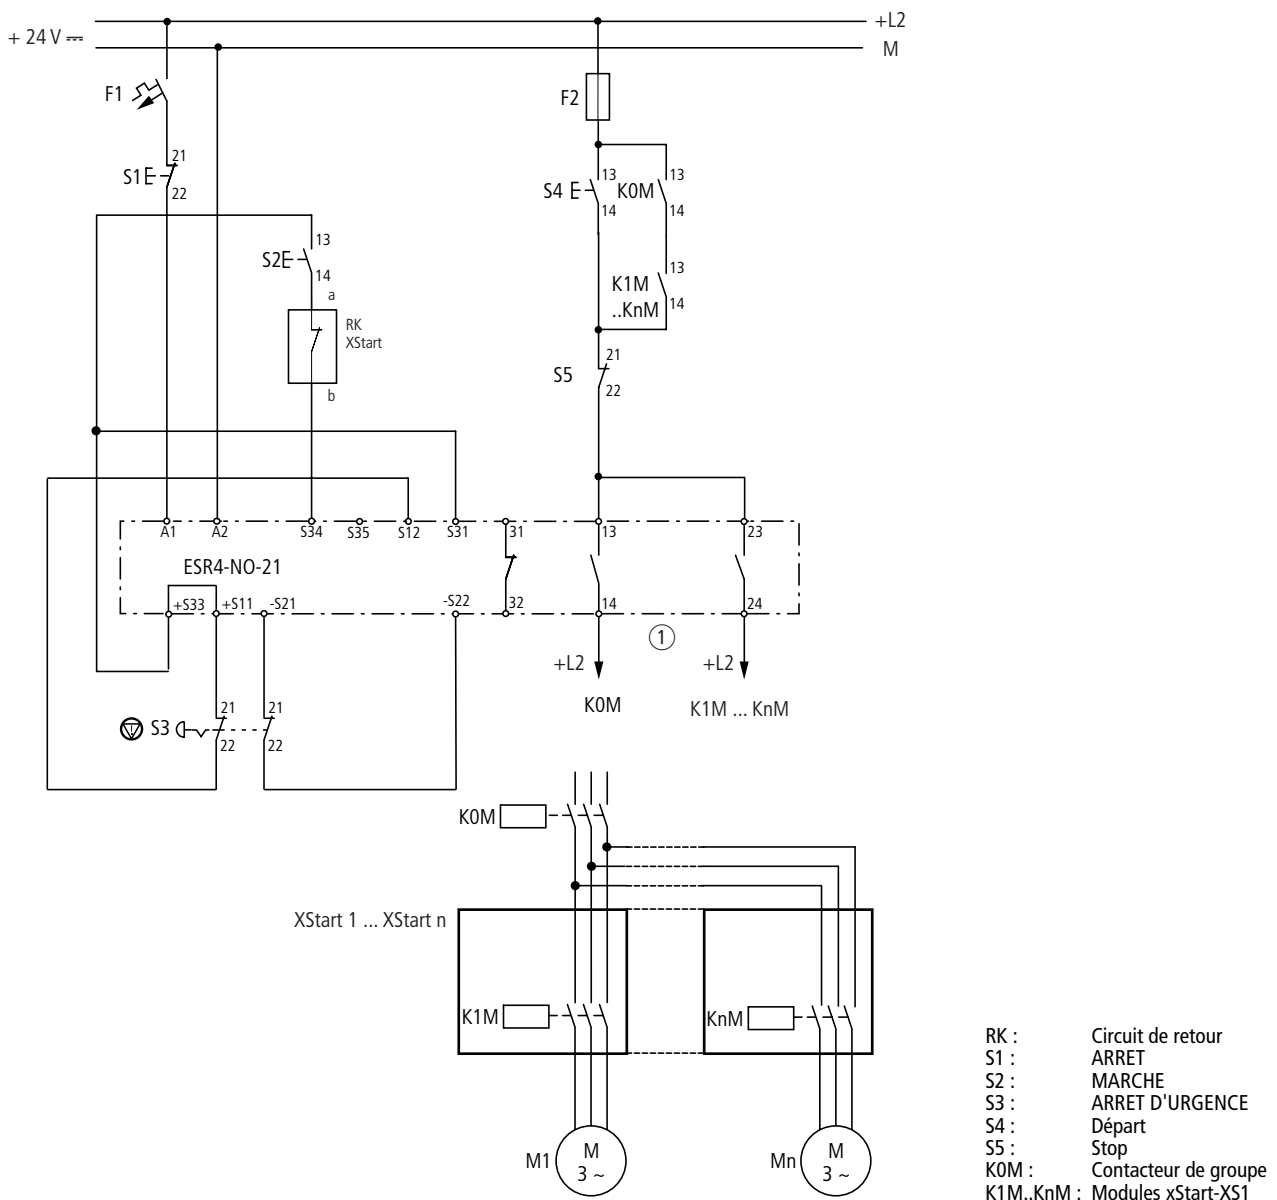 +L2
+ 24 V
M
F1
F2
21
S1E
22
13
13
S4 E
K0M
14
14
13
S2E
14
a
13
K1M
..KnM
14
RK
XStart
b
21
S5
22
A1
A2
S34
S35
S12
S31
31
13
23
ESR4-NO-21
+S33
+S11
-S21
-S22
32
14
24
1
+L2
+L2
K0M
K1M ... KnM
21
21
S3
22
22
K0M
XStart 1 ... XStart n
K1M
KnM
M1
M
3 ~
Mn
M
3 ~
RK : Circuit de retour
S1 : ARRET
S2 : MARCHE
S3 : ARRET D'URGENCE
S4 : Départ
S5 : Stop
K0M : Contacteur de groupe
K1M..KnM : Modules xStart-XS1